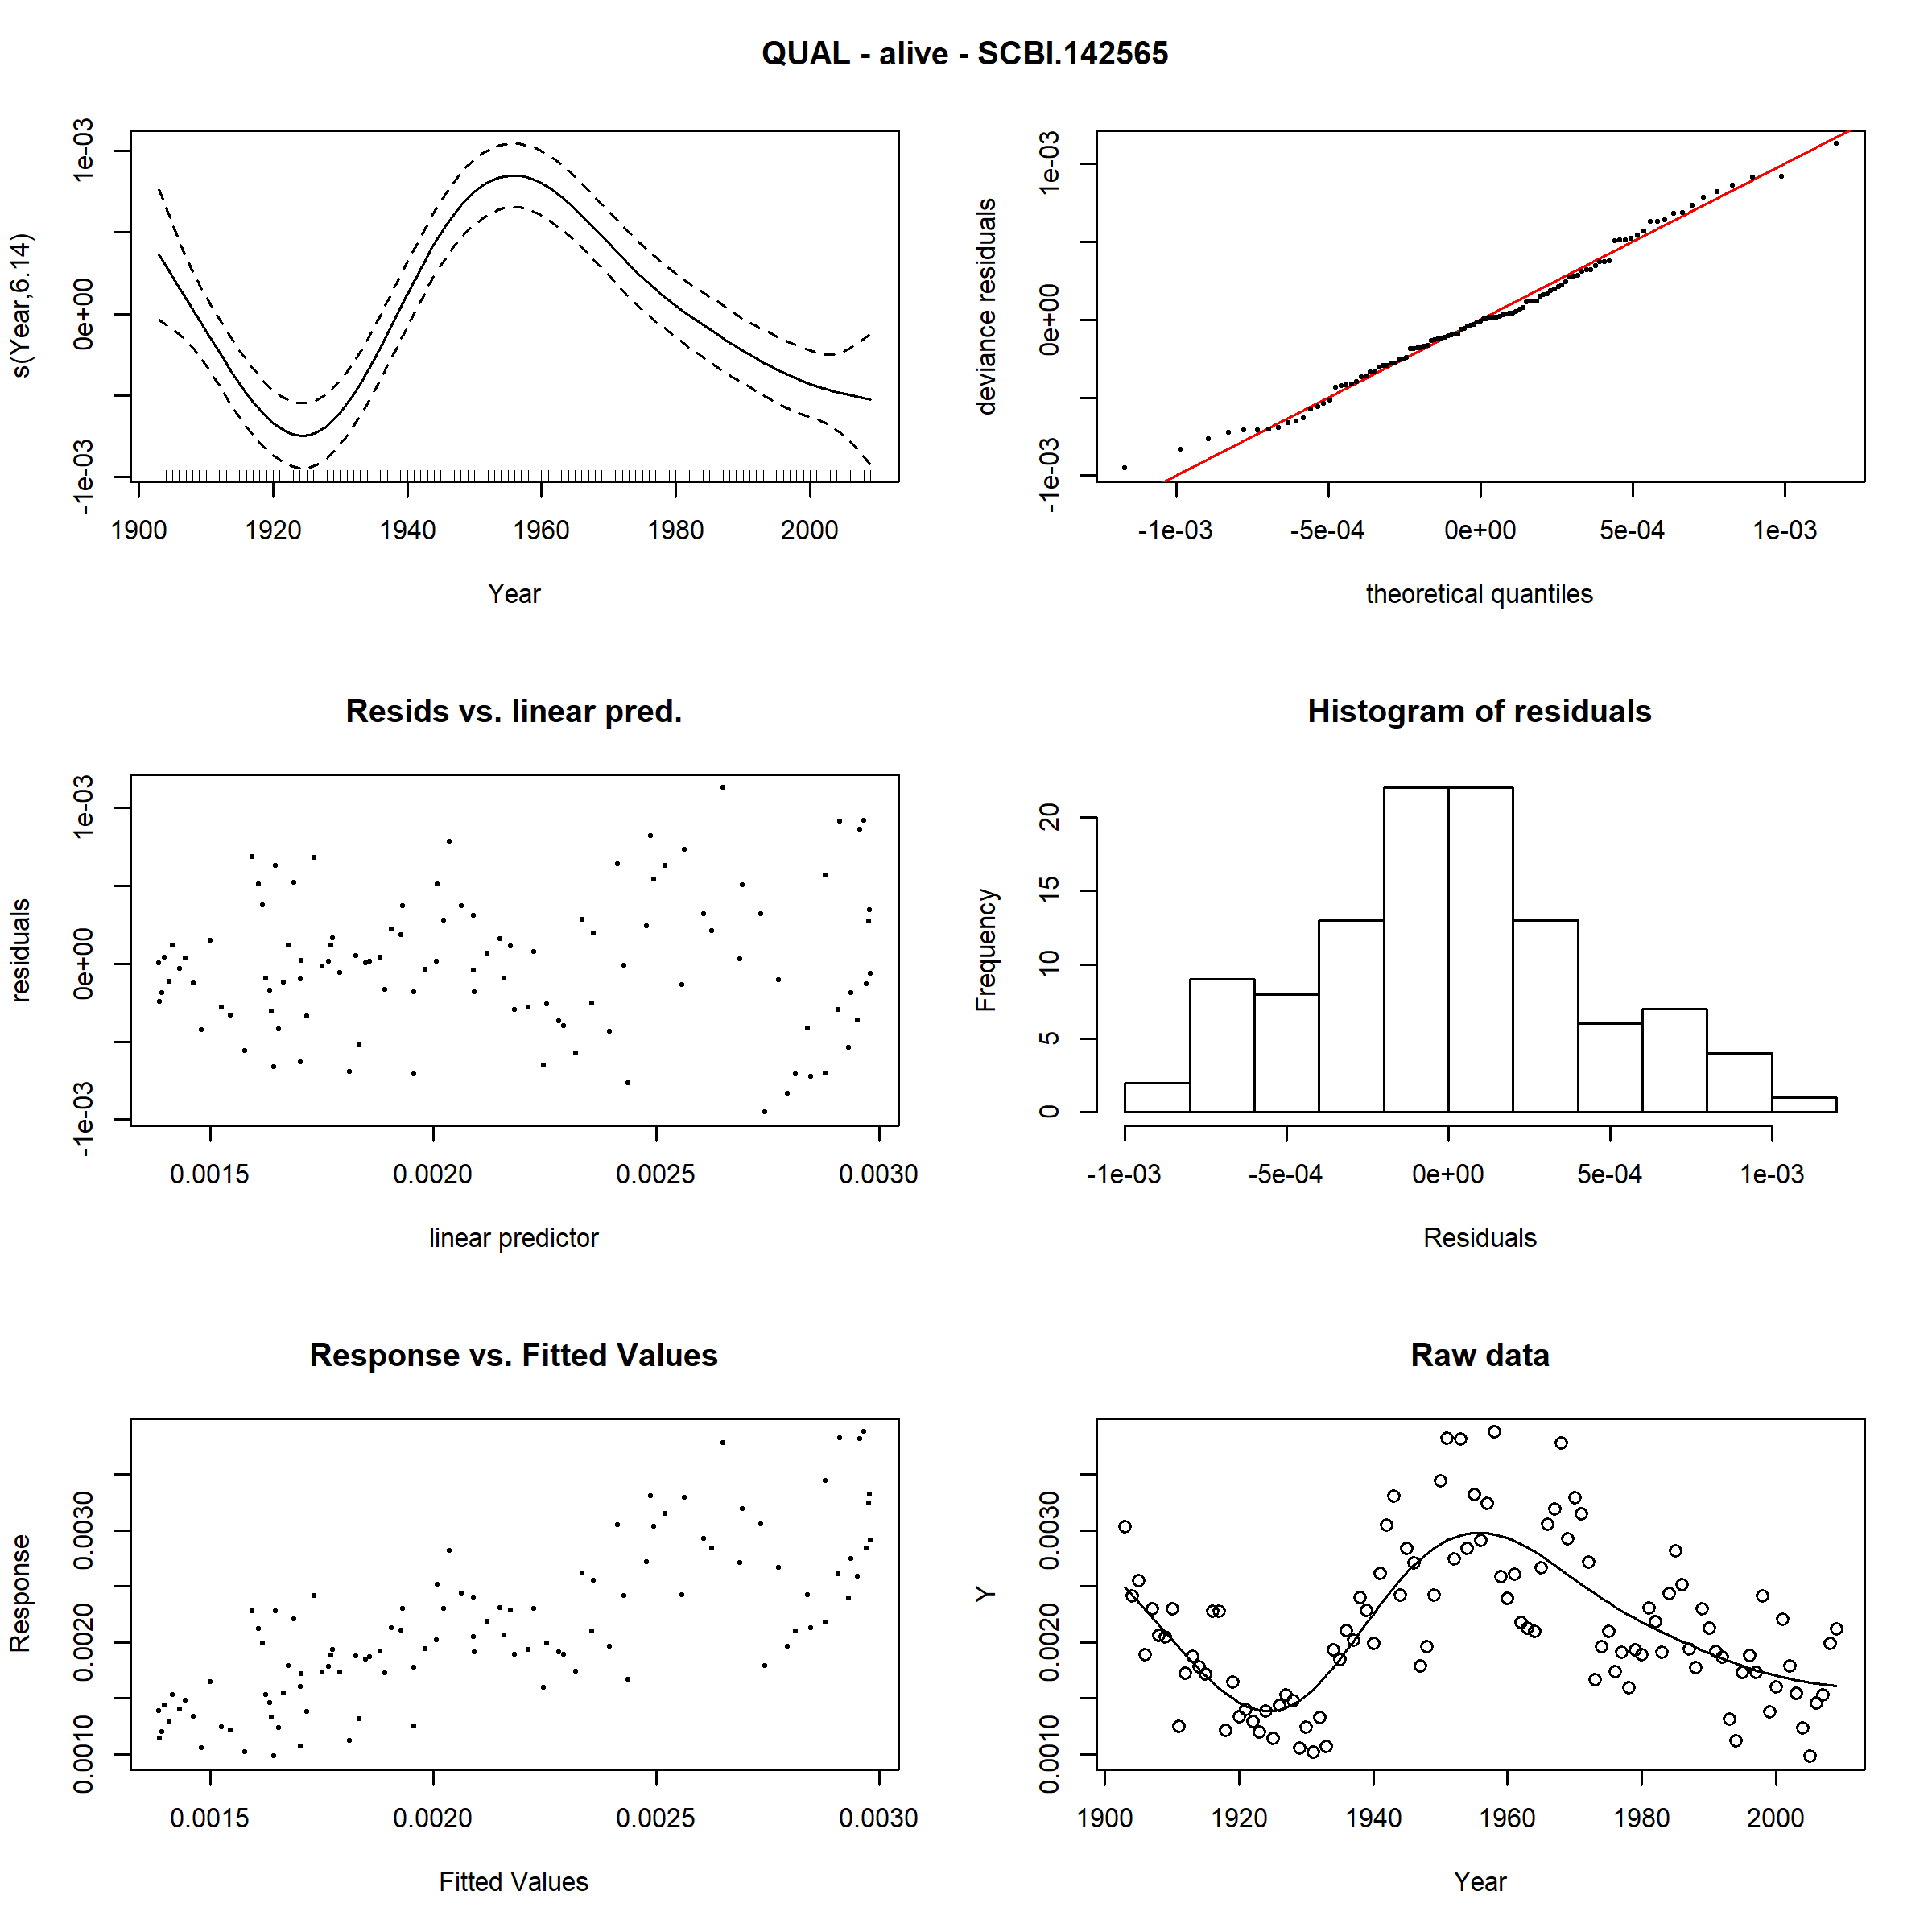 QUAL - alive - SCBI.142565
s(Year,6.14)
-1e-03 0e+00 1e-03
1900 1920 1940 1960 1980 2000
Year
deviance residuals
-1e-03 0e+00 1e-03
-1e-03 -5e-04 0e+00 5e-04 1e-03
theoretical quantiles
Resids vs. linear pred.
residuals
-1e-03 0e+00 1e-03
0.0015 0.0020 0.0025 0.0030
linear predictor
Histogram of residuals
Frequency
0 5 10 15 20
-1e-03 -5e-04 0e+00 5e-04 1e-03
Residuals
Response vs. Fitted Values
Response
0.0010 0.0020 0.0030
0.0015 0.0020 0.0025 0.0030
Fitted Values
Raw data
Y
0.0010 0.0020 0.0030
1900 1920 1940 1960 1980 2000
Year